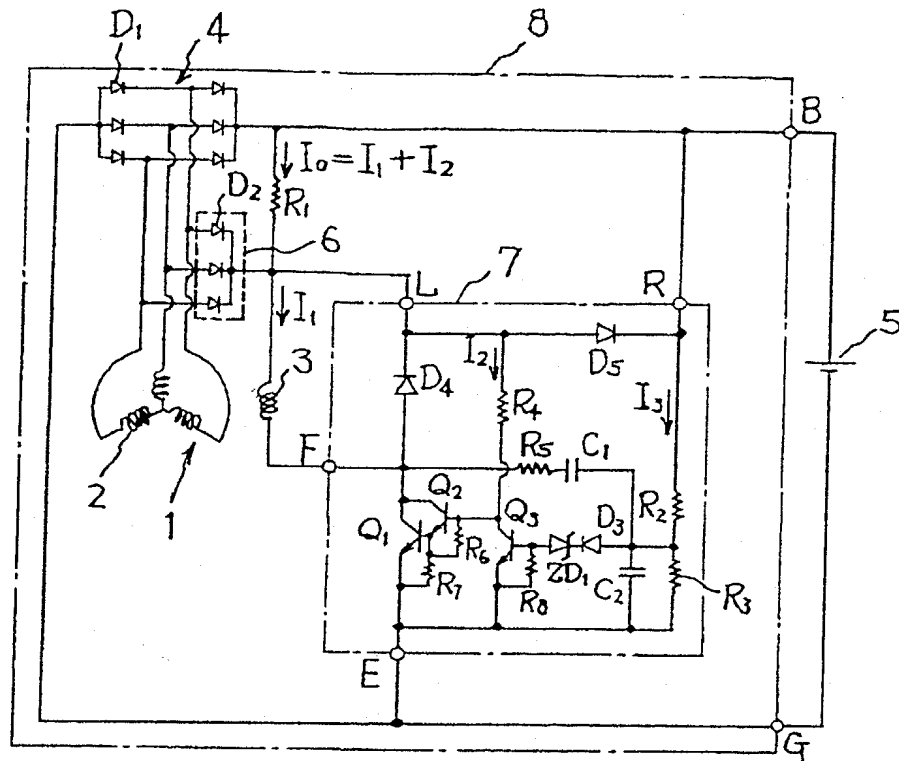 D₁
4
8
B
I₀=I₁+I₂
D₂
R₁
6
7
L
R
I₁
5
3
I₂
D₅
D₄
R₄
I₃
F
R₅
C₁
2
1
Q₂
Q₁
Q₃
D₃
R₂
R₆
ZD₁
R₇
R₈
C₂
R₃
E
G